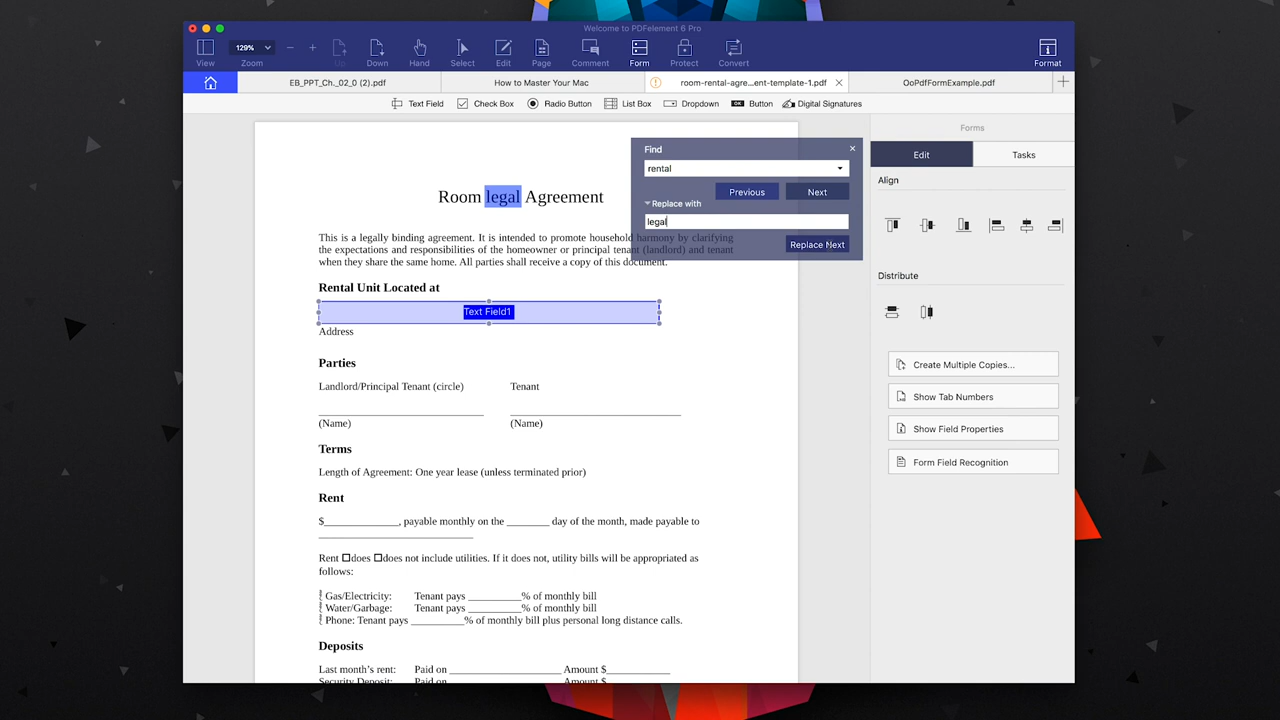 Welcome to PDFelement 6 Pro
View 129% Zoom Up Down Hand Select Edit Page Comment Form Protect Convert Format
EB_PPT_Ch._02_0 (2).pdf How to Master Your Mac room-rental-agre...ent-template-1.pdf OoPdfFormExample.pdf
Text Field Check Box Radio Button List Box Dropdown OK Button Digital Signatures
Find
rental
Previous Next
Replace with
legal
Replace Next
Room legal Agreement
This is a legally binding agreement. It is intended to promote household harmony by clarifying
the expectations and responsibilities of the homeowner or principal tenant (landlord) and tenant
when they share the same home. All parties shall receive a copy of this document.
Rental Unit Located at
Text Field1
Address
Parties
Landlord/Principal Tenant (circle) Tenant
(Name) (Name)
Terms
Length of Agreement: One year lease (unless terminated prior)
Rent
$______________, payable monthly on the ________ day of the month, made payable to
Rent ☐does ☐does not include utilities. If it does not, utility bills will be appropriated as
follows:
Gas/Electricity: Tenant pays __________% of monthly bill
Water/Garbage: Tenant pays __________% of monthly bill
Phone: Tenant pays __________% of monthly bill plus personal long distance calls.
Deposits
Last month's rent: Paid on _____________________ Amount $____________
Security Deposit: Paid on Amount $
Forms
Edit Tasks
Align
Distribute
Create Multiple Copies...
Show Tab Numbers
Show Field Properties
Form Field Recognition